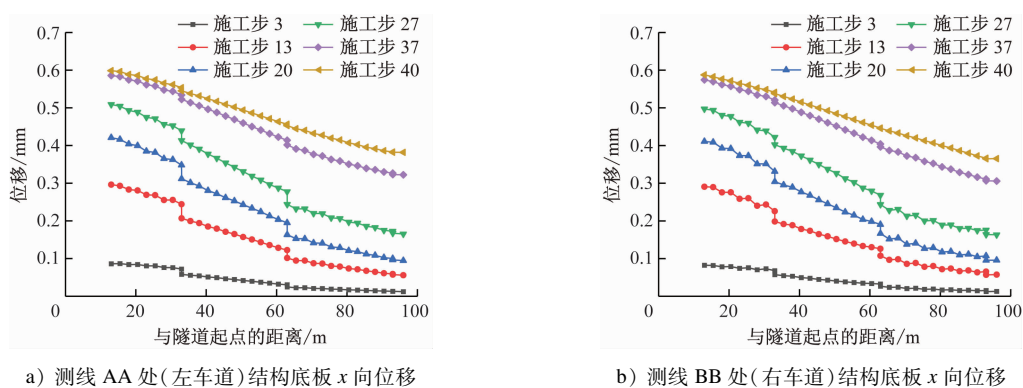 0.7
0.6
0.5
0.4
0.3
0.2
0.1
0
20
40
60
80
100
位移/mm
与隧道起点的距离/m
施工步 3
施工步 13
施工步 20
施工步 27
施工步 37
施工步 40
a) 测线 AA 处(左车道)结构底板 x 向位移
0.7
0.6
0.5
0.4
0.3
0.2
0.1
0
20
40
60
80
100
位移/mm
与隧道起点的距离/m
施工步 3
施工步 13
施工步 20
施工步 27
施工步 37
施工步 40
b) 测线 BB 处(右车道)结构底板 x 向位移